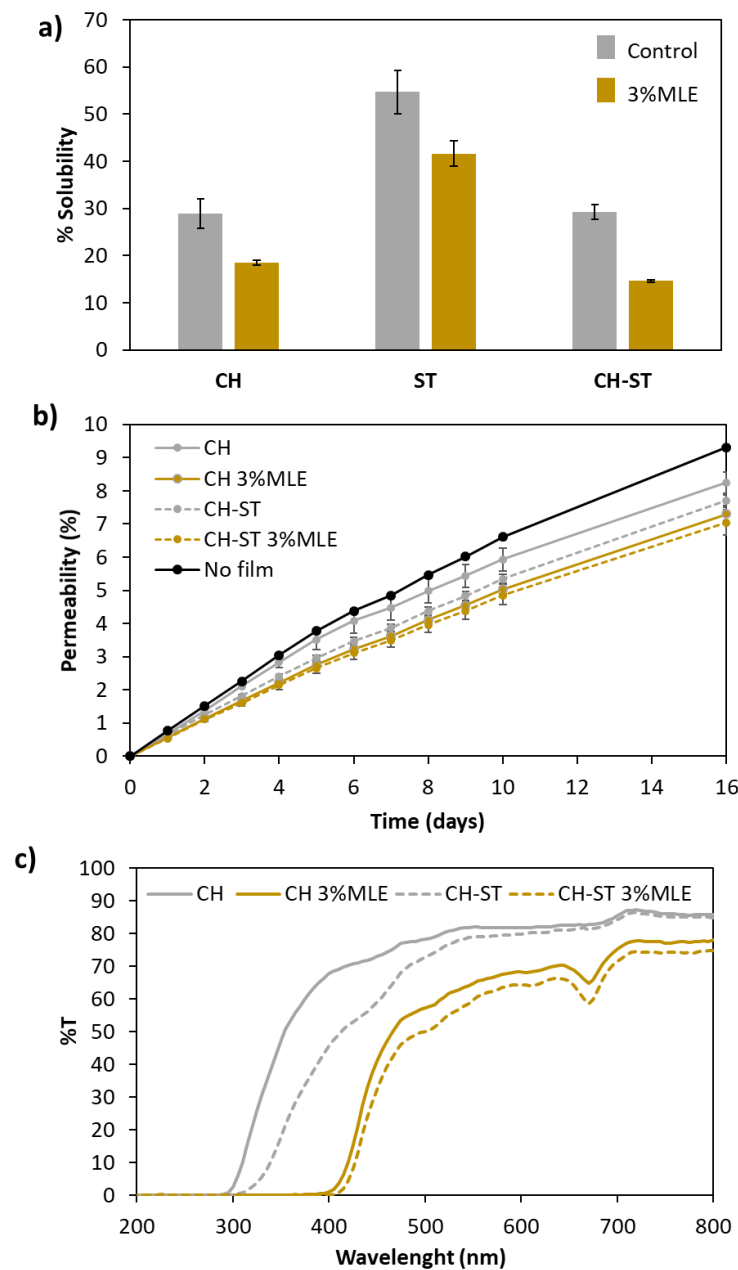 a)
70
60
50
40
30
20
10
0
% Solubility
Control
3%MLE
CH ST CH-ST
b)
10
9
8
7
6
5
4
3
2
1
0
Permeability (%)
CH
CH 3%MLE
CH-ST
CH-ST 3%MLE
No film
0 2 4 6 8 10 12 14 16
Time (days)
c)
100
90
80
70
60
50
40
30
20
10
0
%T
CH CH 3%MLE CH-ST CH-ST 3%MLE
200 300 400 500 600 700 800
Wavelenght (nm)